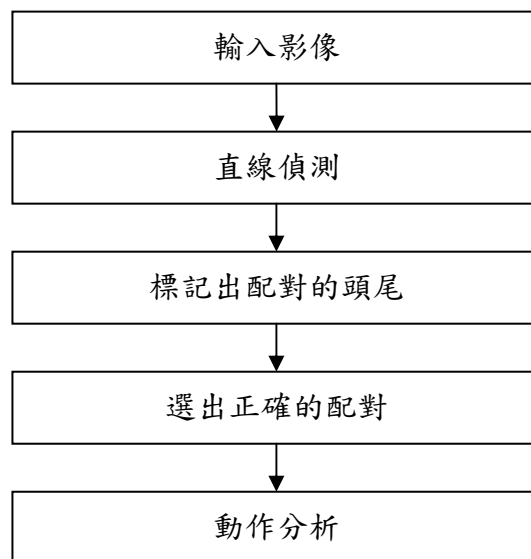 輸入影像
直線偵測
標記出配對的頭尾
選出正確的配對
動作分析